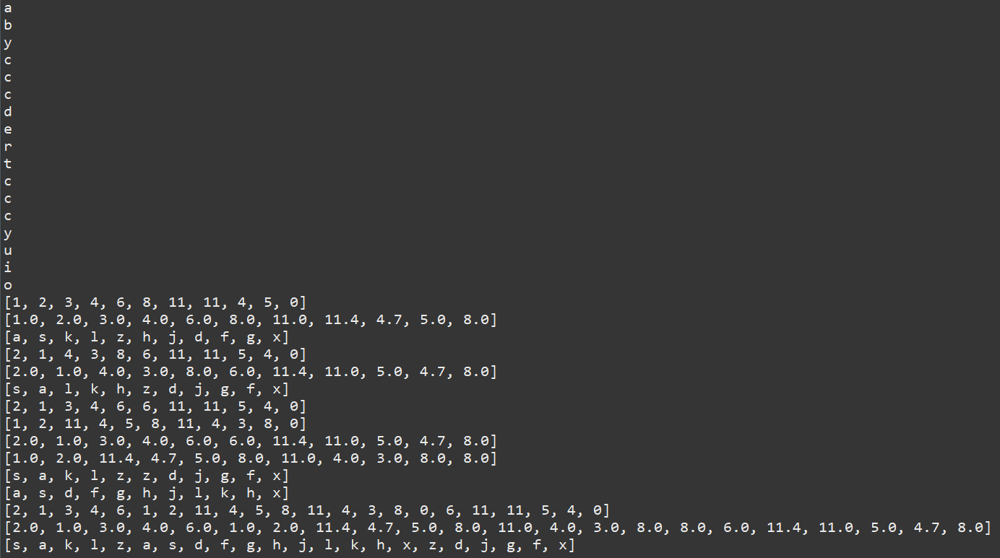 a
b
y
c
c
c
d
e
r
t
c
c
c
y
u
i
o
[1, 2, 3, 4, 6, 8, 11, 11, 4, 5, 0]
[1.0, 2.0, 3.0, 4.0, 6.0, 8.0, 11.0, 11.4, 4.7, 5.0, 8.0]
[a, s, k, l, z, h, j, d, f, g, x]
[2, 1, 4, 3, 8, 6, 11, 11, 5, 4, 0]
[2.0, 1.0, 4.0, 3.0, 8.0, 6.0, 11.4, 11.0, 5.0, 4.7, 8.0]
[s, a, l, k, h, z, d, j, g, f, x]
[2, 1, 3, 4, 6, 6, 11, 11, 5, 4, 0]
[1, 2, 11, 4, 5, 8, 11, 4, 3, 8, 0]
[2.0, 1.0, 3.0, 4.0, 6.0, 6.0, 11.4, 11.0, 5.0, 4.7, 8.0]
[1.0, 2.0, 11.4, 4.7, 5.0, 8.0, 11.0, 4.0, 3.0, 8.0, 8.0]
[s, a, k, l, z, z, d, j, g, f, x]
[a, s, d, f, g, h, j, l, k, h, x]
[2, 1, 3, 4, 6, 1, 2, 11, 4, 5, 8, 11, 4, 3, 8, 0, 6, 11, 11, 5, 4, 0]
[2.0, 1.0, 3.0, 4.0, 6.0, 1.0, 2.0, 11.4, 4.7, 5.0, 8.0, 11.0, 4.0, 3.0, 8.0, 8.0, 6.0, 11.4, 11.0, 5.0, 4.7, 8.0]
[s, a, k, l, z, a, s, d, f, g, h, j, l, k, h, x, z, d, j, g, f, x]